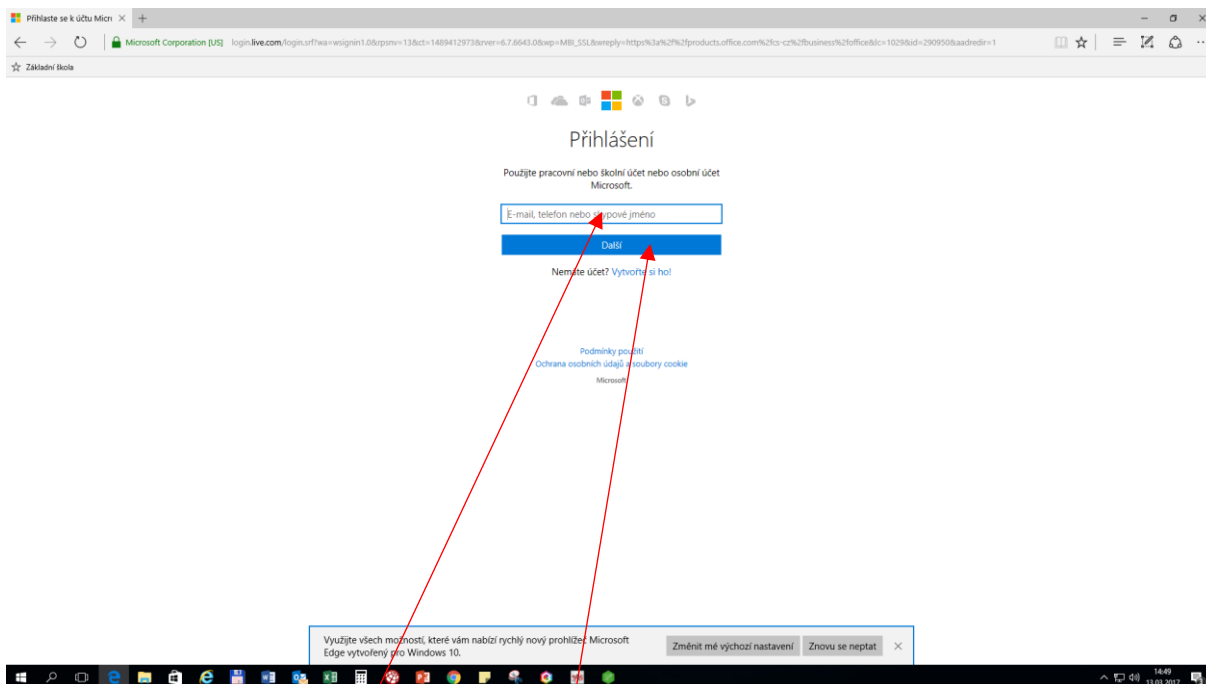 Přihlaste se k účtu Micr
Microsoft Corporation [US] login.live.com/login.srf?wa=wsignin1.0&rpsnv=13&ct=1489412973&rver=6.7.6643.0&wp=MBI_SSL&wreply=https%3a%2f%2fproducts.office.com%2fcs-cz%2fbusiness%2foffice&lc=1029&id=290950&aadredir=1
Základní škola
Přihlášení
Použijte pracovní nebo školní účet nebo osobní účet
Microsoft.
E-mail, telefon nebo skypové jméno
Další
Nemáte účet? Vytvořte si ho!
Podmínky použití
Ochrana osobních údajů a soubory cookie
Microsoft
Využijte všech možností, které vám nabízí rychlý nový prohlížeč Microsoft
Edge vytvořený pro Windows 10.
Změnit mé výchozí nastavení
Znovu se neptat
14:49
13.03.2017